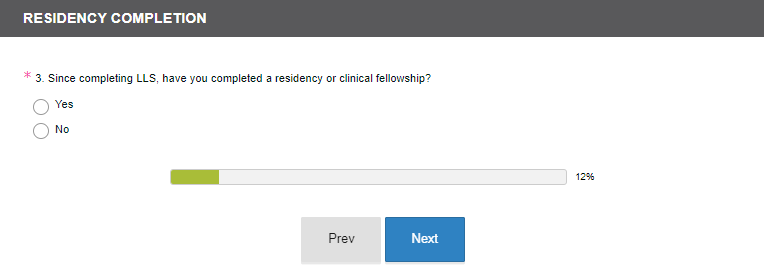 RESIDENCY COMPLETION
* 3. Since completing LLS, have you completed a residency or clinical fellowship?
Yes
No
12%
Prev
Next